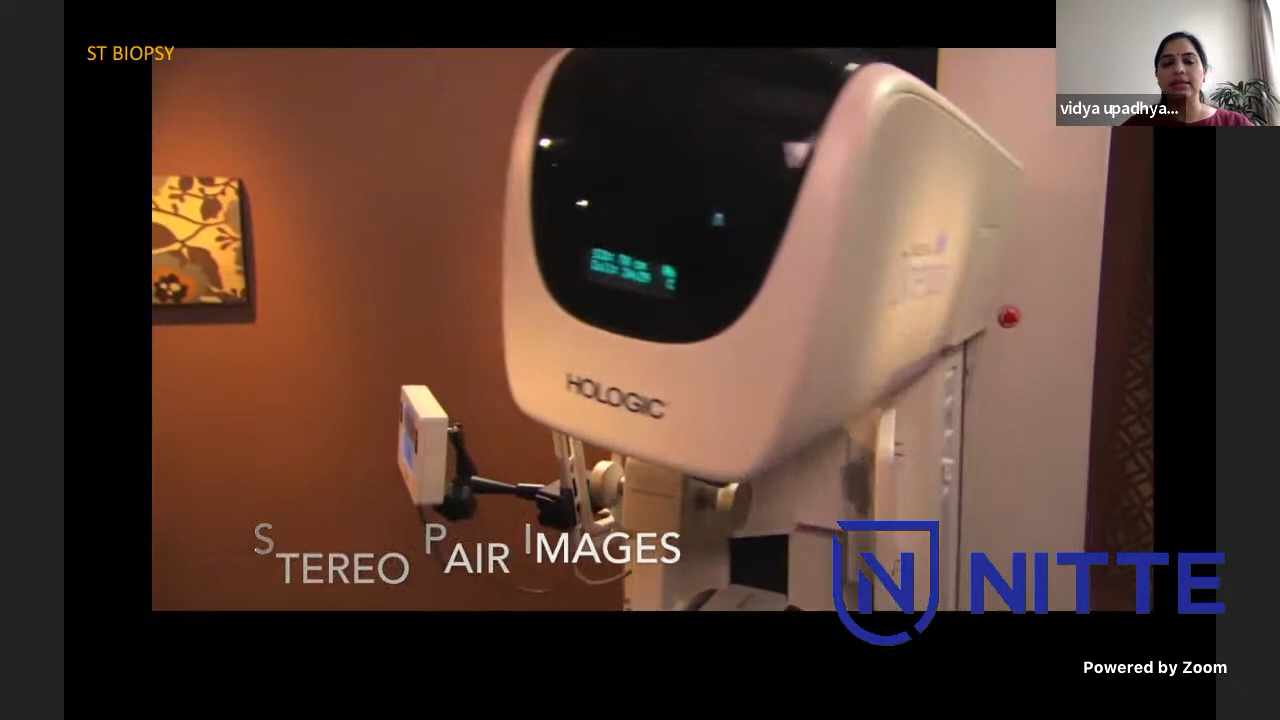 ST BIOPSY
vidya upadhya...
HOLOGIC
STEREO PAIR IMAGES
N NITTE
Powered by Zoom